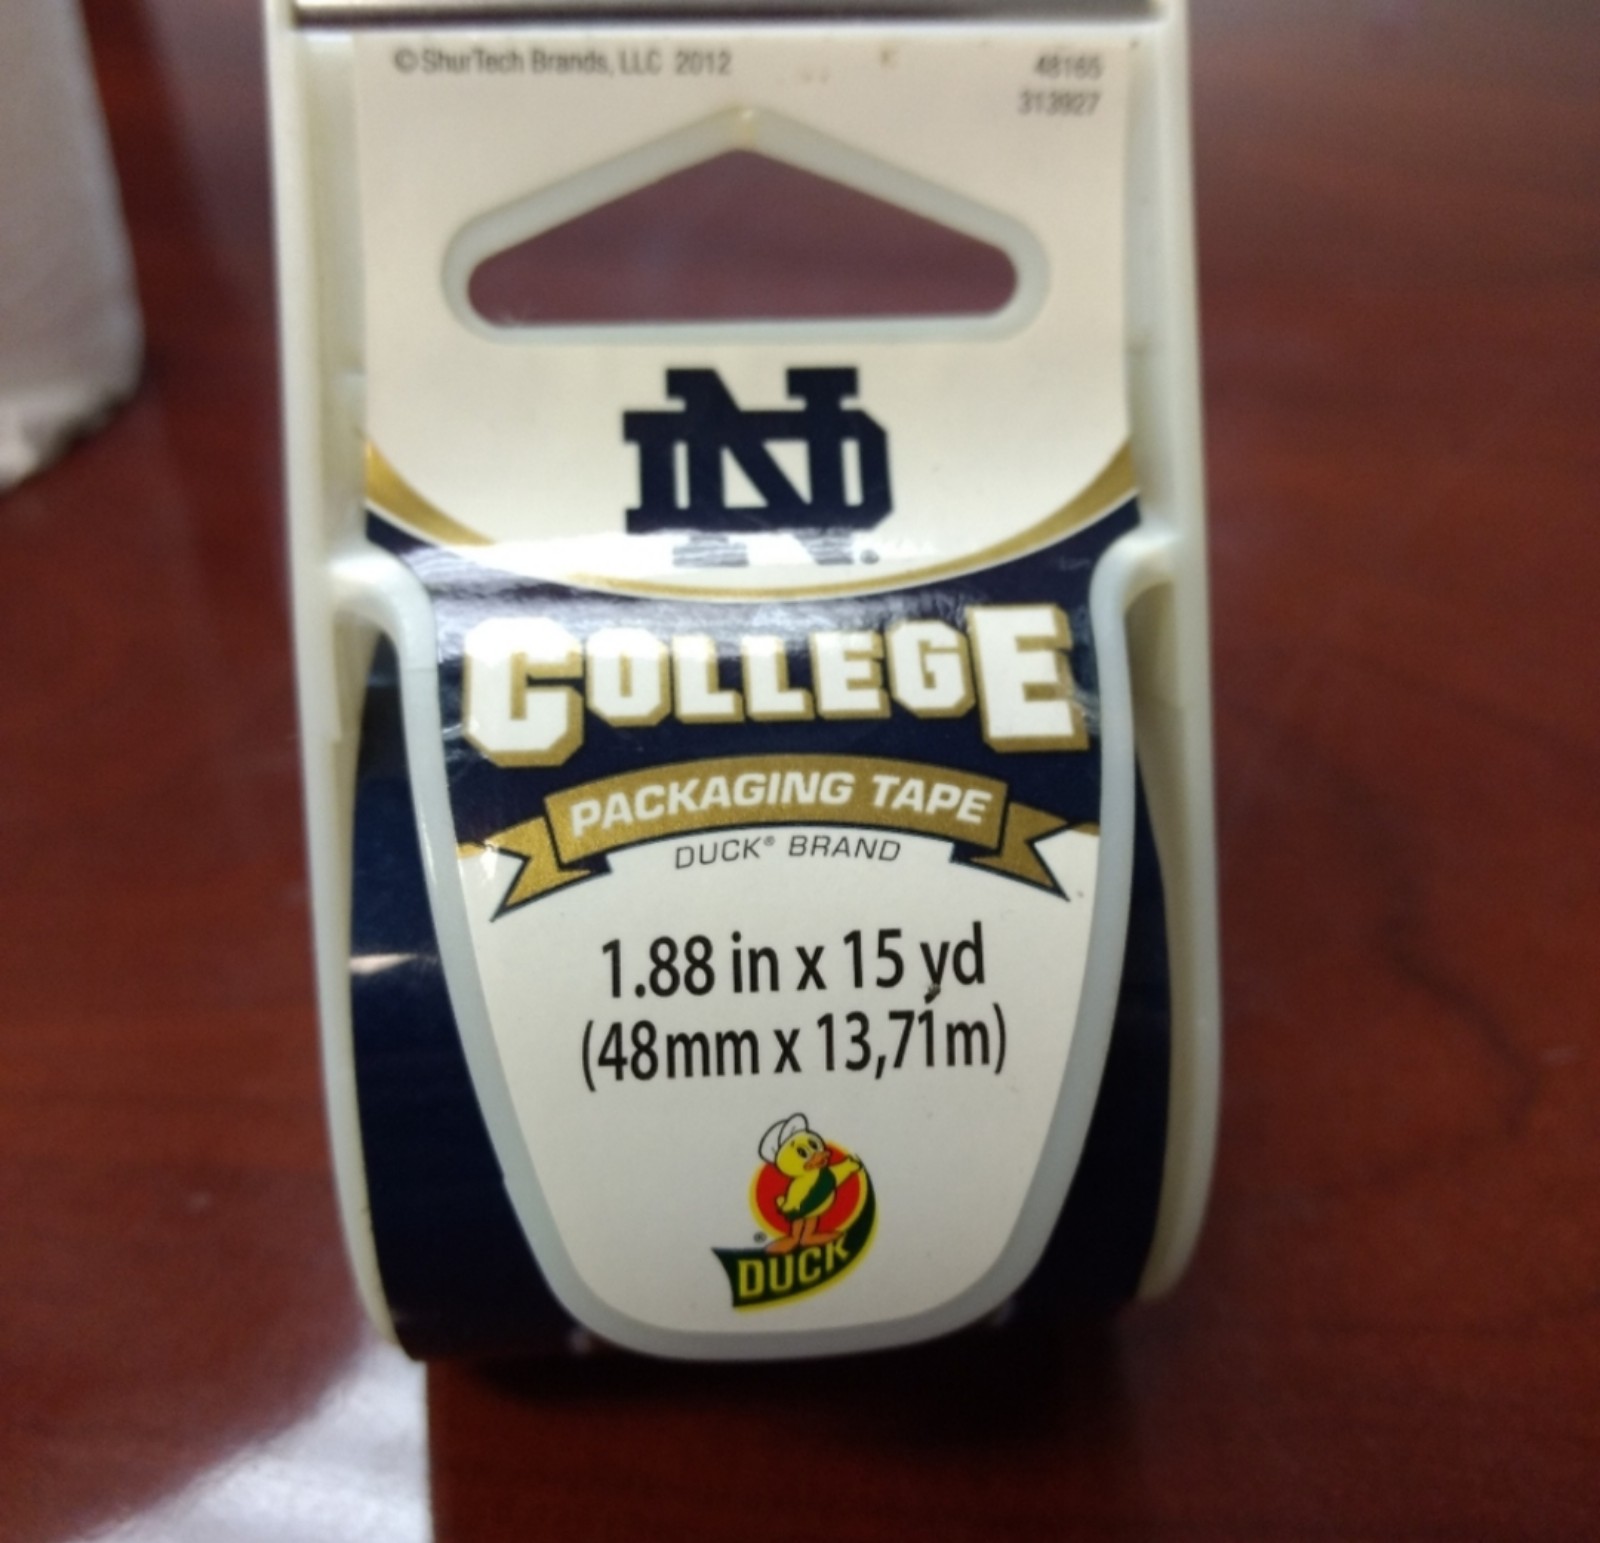 © ShurTech Brands, LLC 2012
48165
313927
ND
COLLEGE
PACKAGING TAPE
DUCK® BRAND
1.88 in x 15 yd
(48mm x 13,71m)
® DUCK